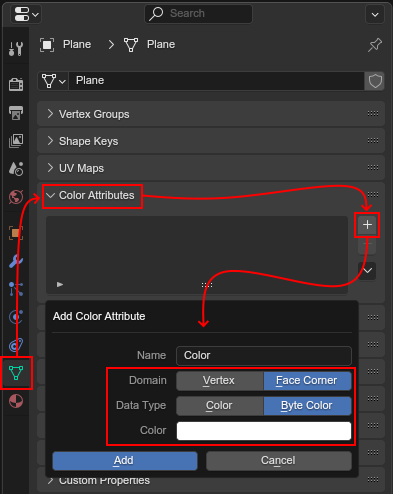 Search
Plane > Plane
Plane
Vertex Groups
Shape Keys
UV Maps
Color Attributes
Add Color Attribute
Name Color
Domain Vertex Face Corner
Data Type Color Byte Color
Color
Add Cancel
Custom Properties